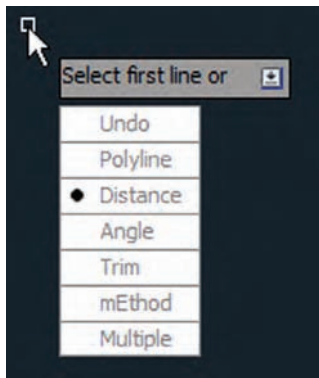 Select first line or
Undo
Polyline
Distance
Angle
Trim
mEthod
Multiple